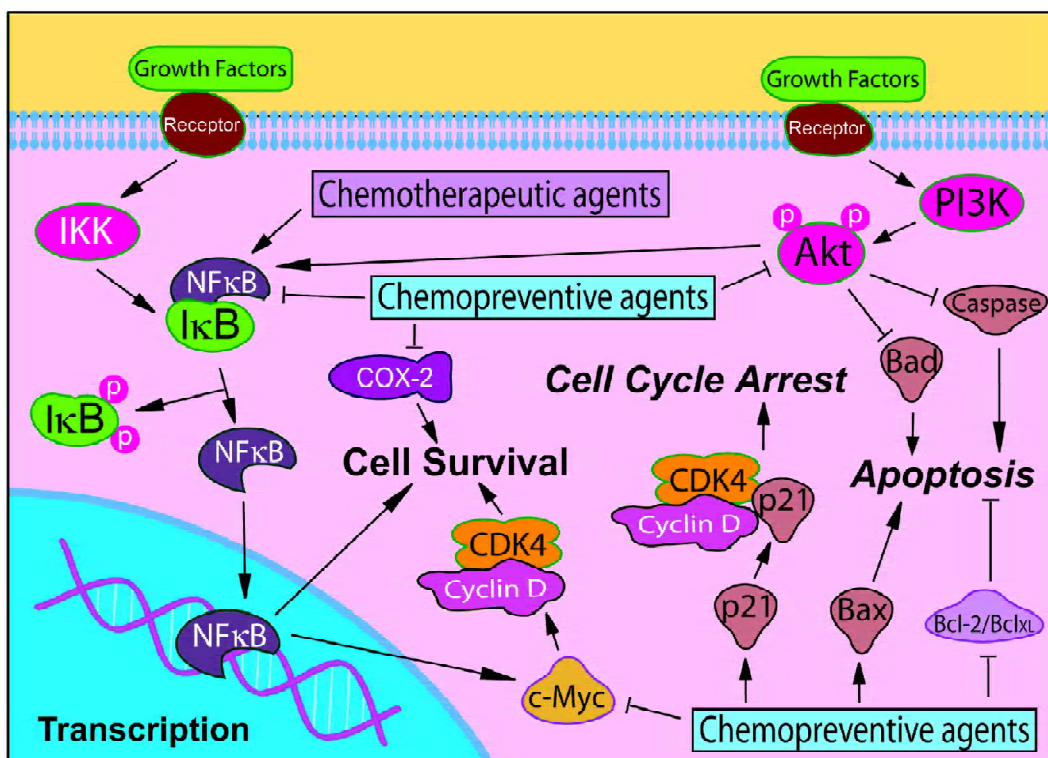 Growth Factors
Receptor
Growth Factors
Receptor
Chemotherapeutic agents
IKK
PI3K
p
p
Akt
NFκB
IκB
Chemopreventive agents
Caspase
COX-2
Bad
Cell Cycle Arrest
IκB
p
p
NFκB
Cell Survival
Apoptosis
CDK4
Cyclin D
p21
CDK4
Cyclin D
p21
Bax
Bcl-2/BclXL
NFκB
c-Myc
Chemopreventive agents
Transcription